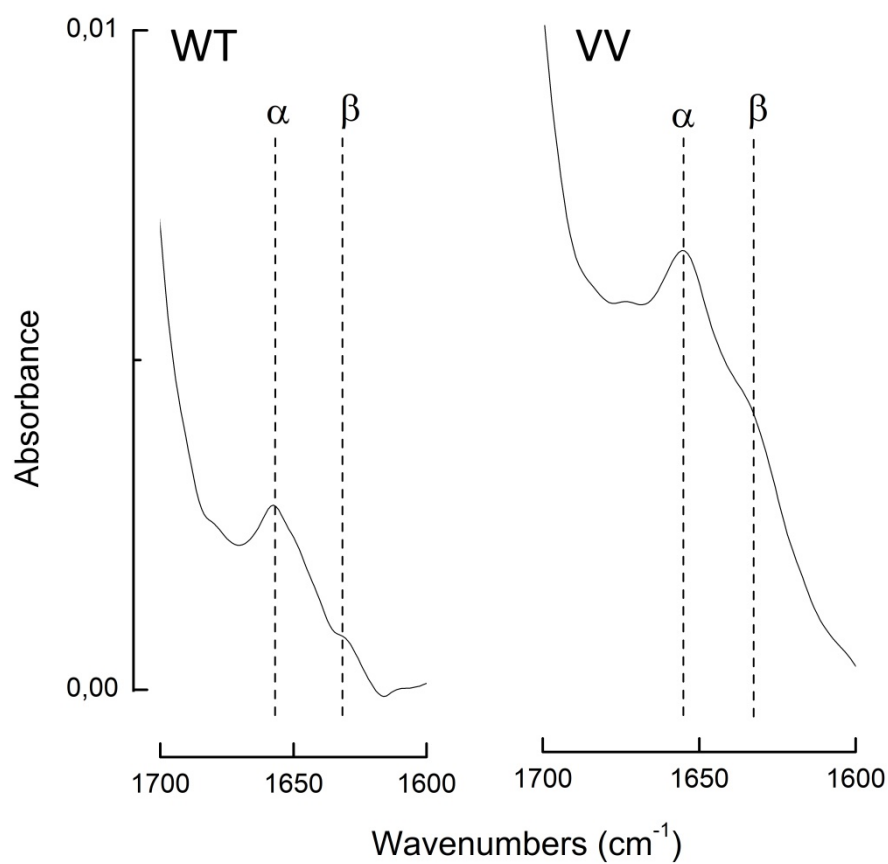 WT
VV
0,01
α
β
α
β
Absorbance
0,00
1700
1650
1600
1700
1650
1600
Wavenumbers (cm⁻¹)